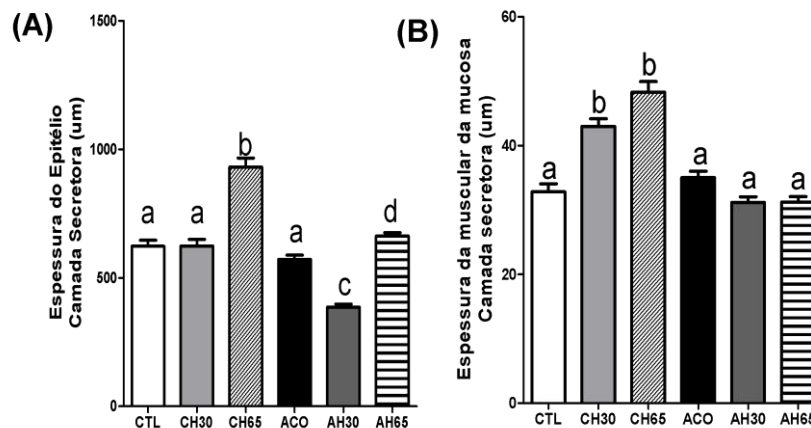 (A)
Espessura do Epitélio
Camada Secretora (um)
1500
1000
500
0
a
a
b
a
c
d
CTL CH30 CH65 ACO AH30 AH65
(B)
Espessura da muscular da mucosa
Camada secretora (um)
60
40
20
0
a
b
b
a
a
a
CTL CH30 CH65 ACO AH30 AH65